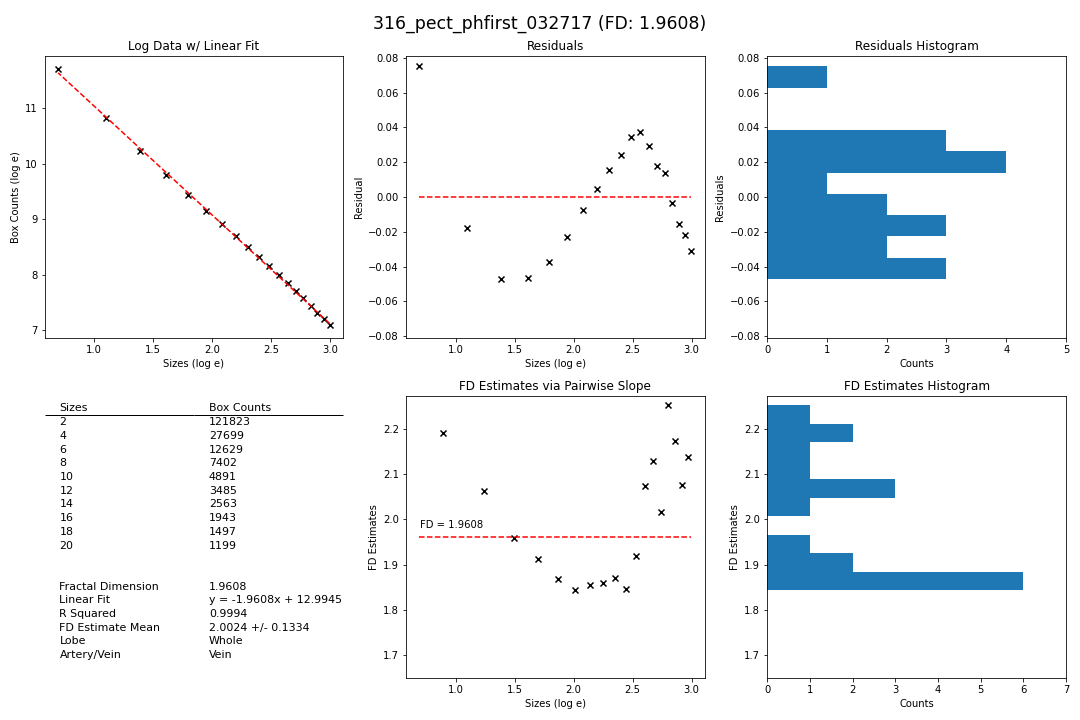 316_pect_phfirst_032717 (FD: 1.9608)
Log Data w/ Linear Fit
Box Counts (log e)
11
10
9
8
7
1.0 1.5 2.0 2.5 3.0
Sizes (log e)
Residuals
Residual
0.08
0.06
0.04
0.02
0.00
−0.02
−0.04
−0.06
−0.08
1.0 1.5 2.0 2.5 3.0
Sizes (log e)
Residuals Histogram
Residuals
0.08
0.06
0.04
0.02
0.00
−0.02
−0.04
−0.06
−0.08
0 1 2 3 4 5
Counts
Sizes Box Counts
2 121823
4 27699
6 12629
8 7402
10 4891
12 3485
14 2563
16 1943
18 1497
20 1199
Fractal Dimension 1.9608
Linear Fit y = -1.9608x + 12.9945
R Squared 0.9994
FD Estimate Mean 2.0024 +/- 0.1334
Lobe Whole
Artery/Vein Vein
FD Estimates via Pairwise Slope
FD Estimates
2.2
2.1
2.0
1.9
1.8
1.7
FD = 1.9608
1.0 1.5 2.0 2.5 3.0
Sizes (log e)
FD Estimates Histogram
FD Estimates
2.2
2.1
2.0
1.9
1.8
1.7
0 1 2 3 4 5 6 7
Counts